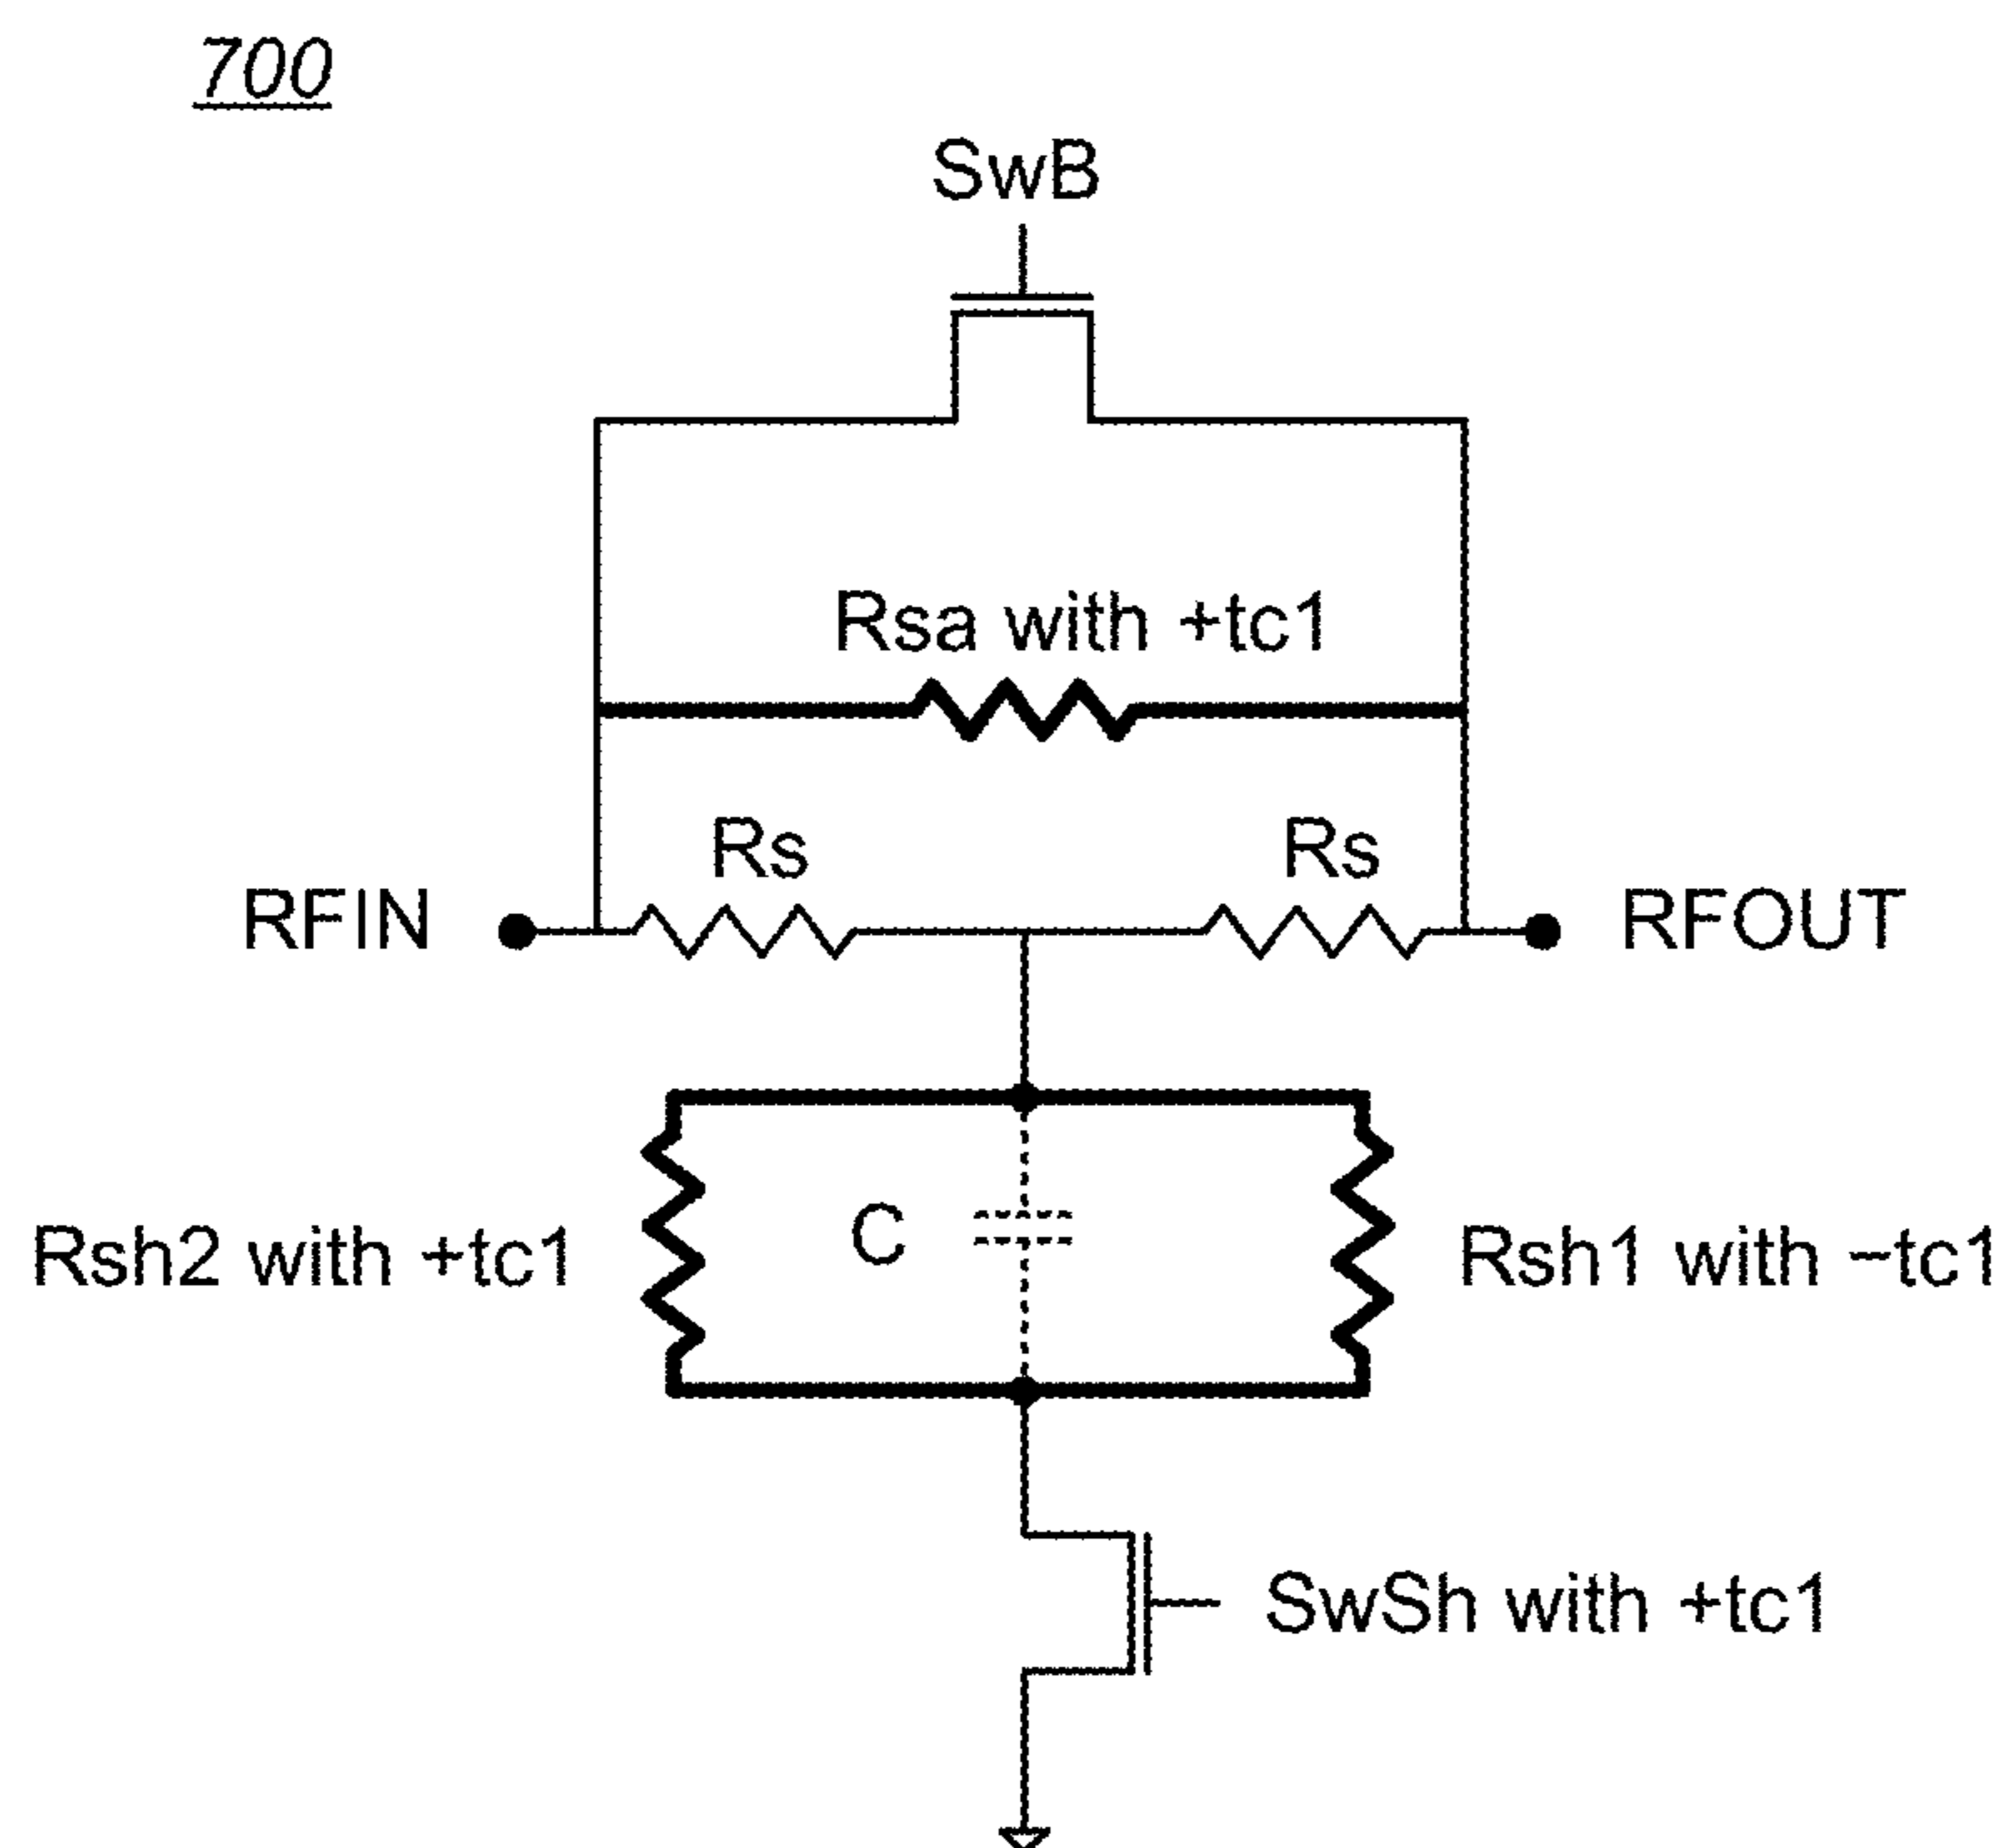 700
SwB
Rsa with +tc1
Rs
Rs
RFIN
RFOUT
Rsh2 with +tc1
C
Rsh1 with −tc1
SwSh with +tc1